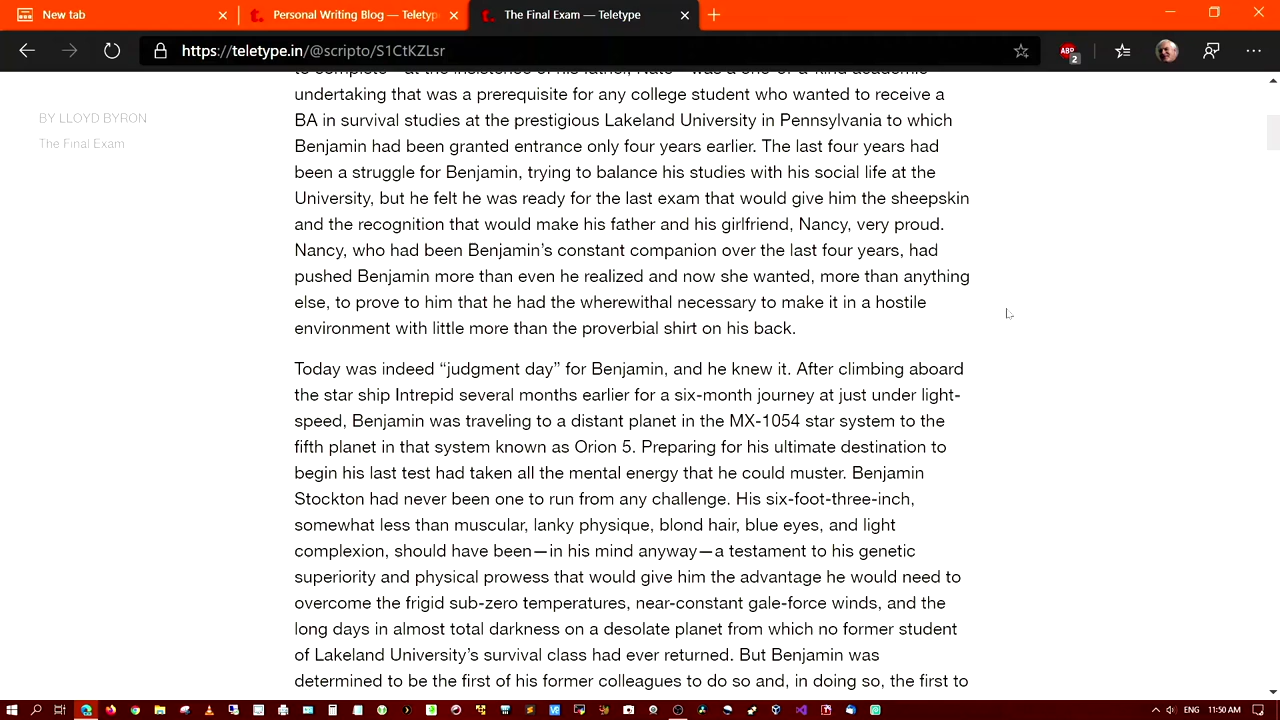 New tab
Personal Writing Blog — Teletyp
The Final Exam — Teletype
https://teletype.in/@scripto/S1CtKZLsr
ABP
2
BY LLOYD BYRON
The Final Exam
to complete—at the insistence of his father, Nate—was a one-of-a-kind academic
undertaking that was a prerequisite for any college student who wanted to receive a
BA in survival studies at the prestigious Lakeland University in Pennsylvania to which
Benjamin had been granted entrance only four years earlier. The last four years had
been a struggle for Benjamin, trying to balance his studies with his social life at the
University, but he felt he was ready for the last exam that would give him the sheepskin
and the recognition that would make his father and his girlfriend, Nancy, very proud.
Nancy, who had been Benjamin’s constant companion over the last four years, had
pushed Benjamin more than even he realized and now she wanted, more than anything
else, to prove to him that he had the wherewithal necessary to make it in a hostile
environment with little more than the proverbial shirt on his back.
Today was indeed “judgment day” for Benjamin, and he knew it. After climbing aboard
the star ship Intrepid several months earlier for a six-month journey at just under light-
speed, Benjamin was traveling to a distant planet in the MX-1054 star system to the
fifth planet in that system known as Orion 5. Preparing for his ultimate destination to
begin his last test had taken all the mental energy that he could muster. Benjamin
Stockton had never been one to run from any challenge. His six-foot-three-inch,
somewhat less than muscular, lanky physique, blond hair, blue eyes, and light
complexion, should have been—in his mind anyway—a testament to his genetic
superiority and physical prowess that would give him the advantage he would need to
overcome the frigid sub-zero temperatures, near-constant gale-force winds, and the
long days in almost total darkness on a desolate planet from which no former student
of Lakeland University’s survival class had ever returned. But Benjamin was
determined to be the first of his former colleagues to do so and, in doing so, the first to
ENG
11:50 AM